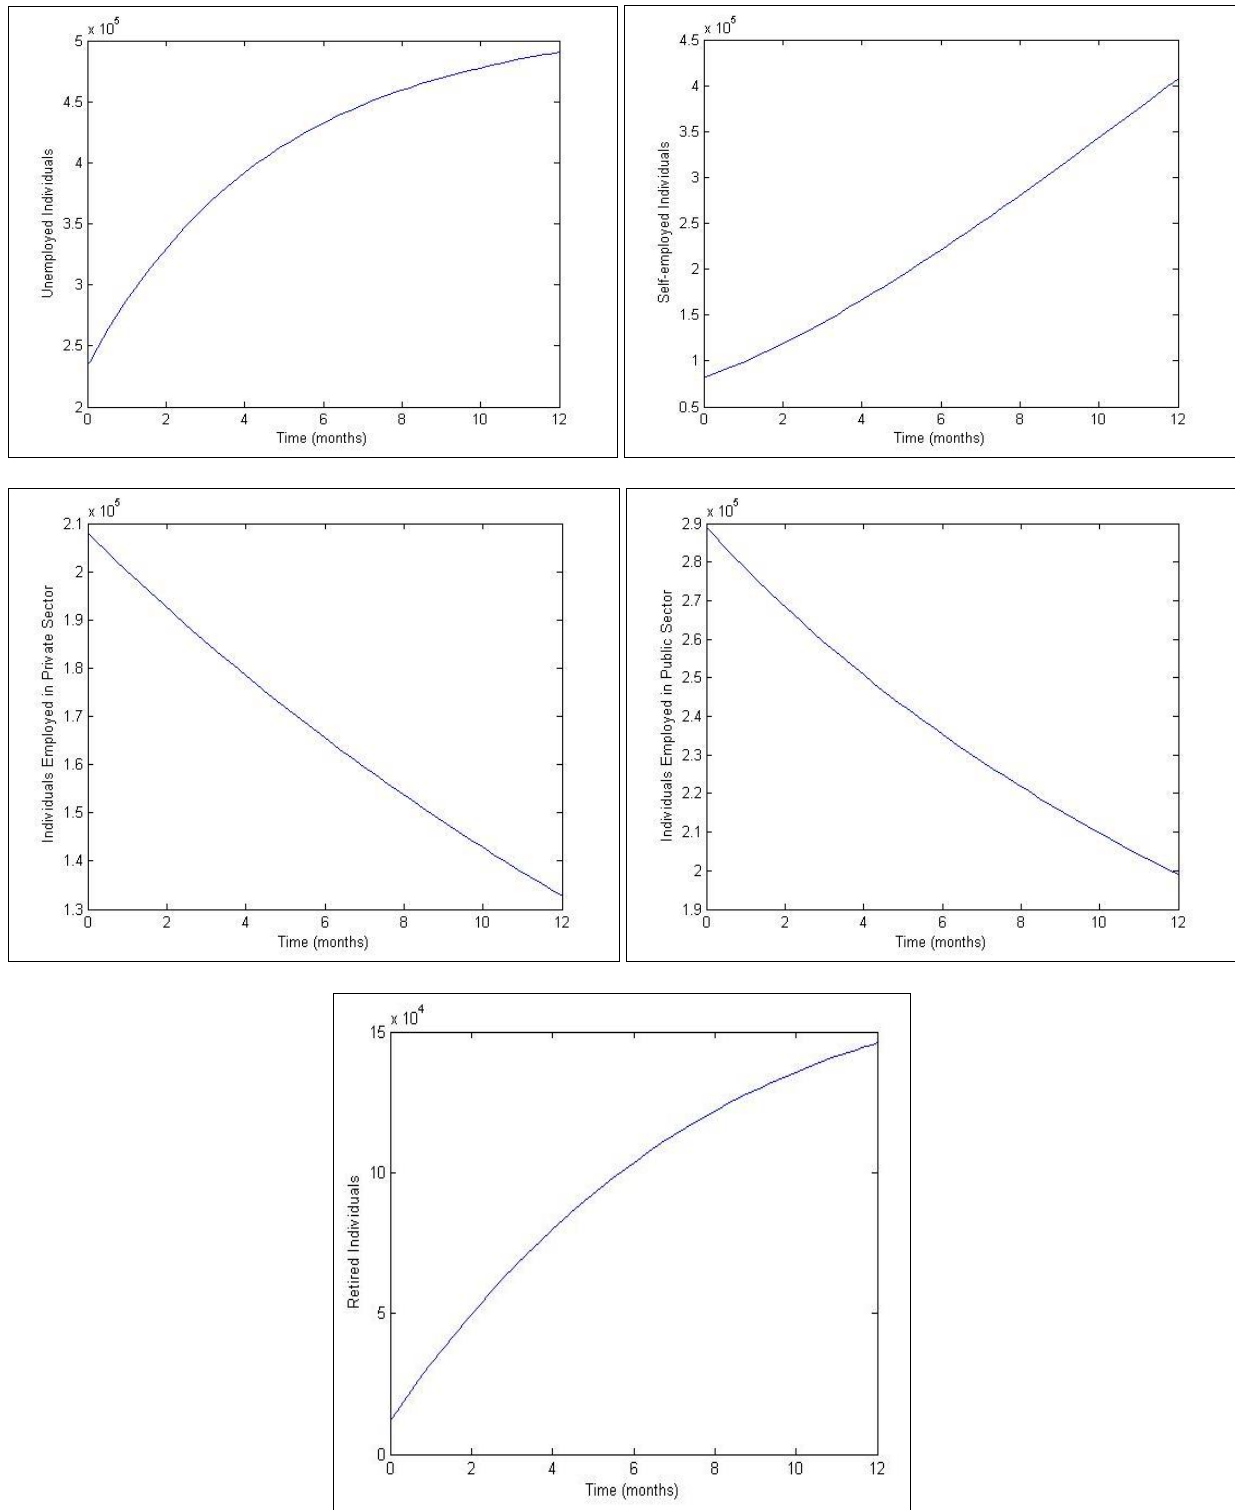 x 10^5
5
4.5
4
3.5
3
2.5
2
0 2 4 6 8 10 12
Unemployed Individuals
Time (months)
x 10^5
4.5
4
3.5
3
2.5
2
1.5
1
0.5
0 2 4 6 8 10 12
Self-employed Individuals
Time (months)
x 10^5
2.1
2
1.9
1.8
1.7
1.6
1.5
1.4
1.3
0 2 4 6 8 10 12
Individuals Employed in Private Sector
Time (months)
x 10^5
2.9
2.8
2.7
2.6
2.5
2.4
2.3
2.2
2.1
2
1.9
0 2 4 6 8 10 12
Individuals Employed in Public Sector
Time (months)
x 10^4
15
10
5
0
0 2 4 6 8 10 12
Retired Individuals
Time (months)